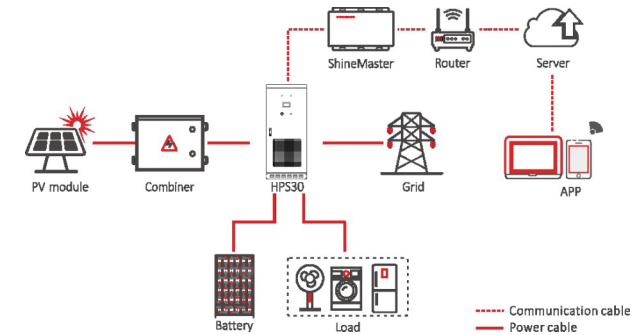 ShineMaster
Router
Server
PV module
Combiner
HPS30
Grid
APP
Battery
Load
Communication cable
Power cable